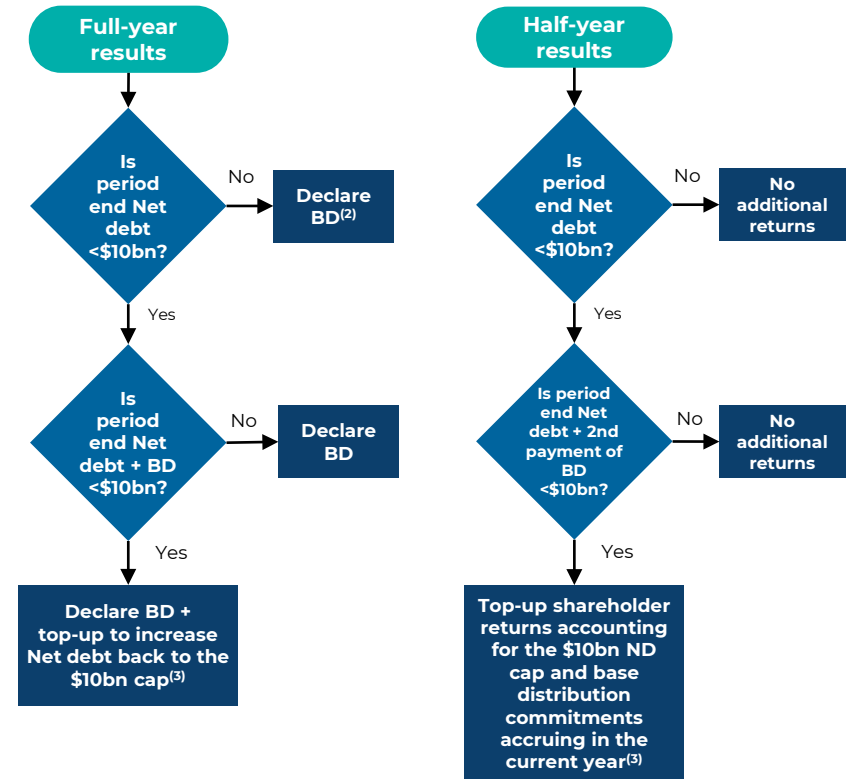 Full-year
results
Is
period
end Net
debt
<$10bn?
No
Declare
BD(2)
Yes
Is
period
end Net
debt + BD
<$10bn?
No
Declare
BD
Yes
Declare BD +
top-up to increase
Net debt back to the
$10bn cap(3)
Half-year
results
Is
period
end Net
debt
<$10bn?
No
No
additional
returns
Yes
Is period
end Net
debt + 2nd
payment of
BD
<$10bn?
No
No
additional
returns
Yes
Top-up shareholder
returns accounting
for the $10bn ND
cap and base
distribution
commitments
accruing in the
current year(3)